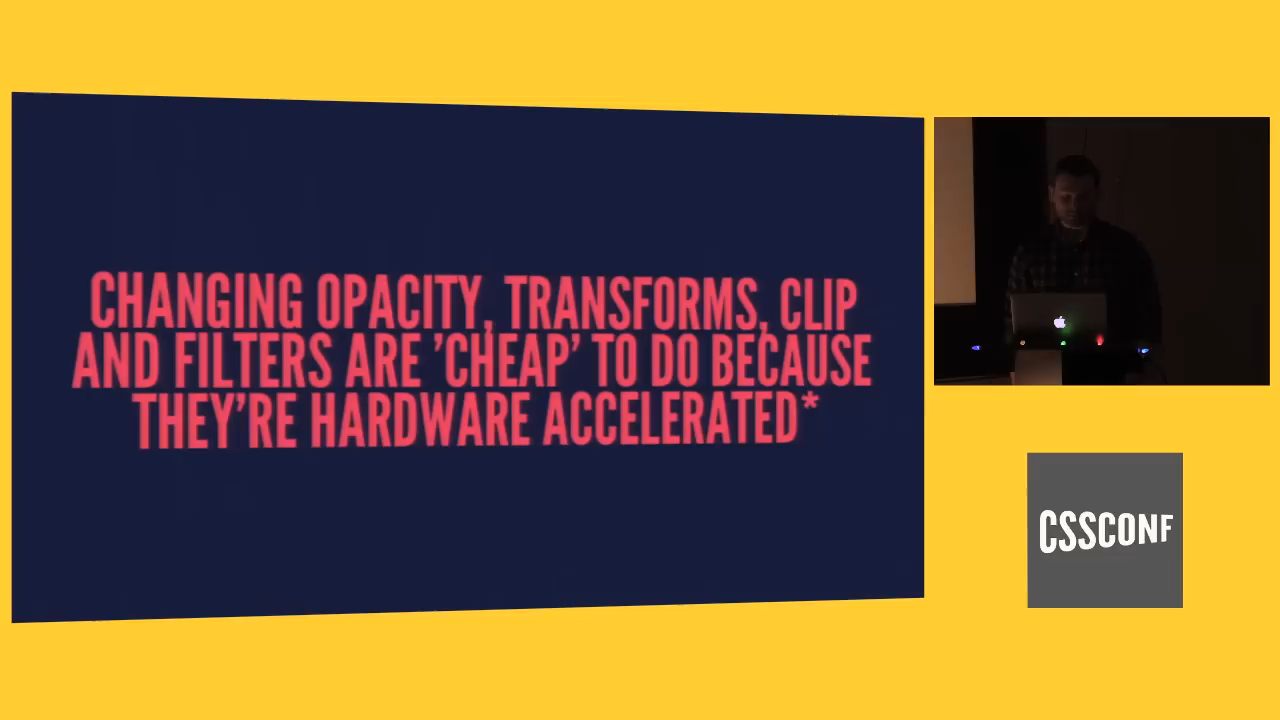 CHANGING OPACITY, TRANSFORMS, CLIP
AND FILTERS ARE 'CHEAP' TO DO BECAUSE
THEY'RE HARDWARE ACCELERATED*
CSSCONF